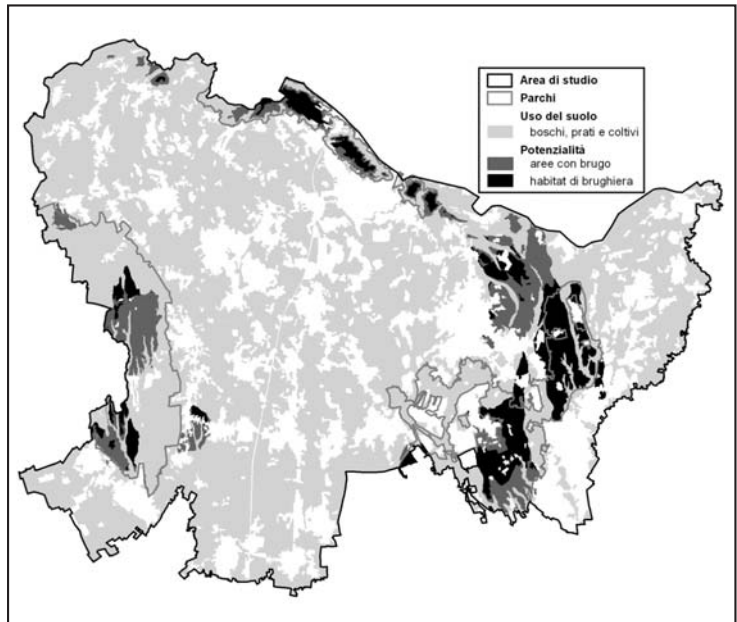 Area di studio
Parchi
Uso del suolo
boschi, prati e coltivi
Potenzialità
aree con brugo
habitat di brughiera